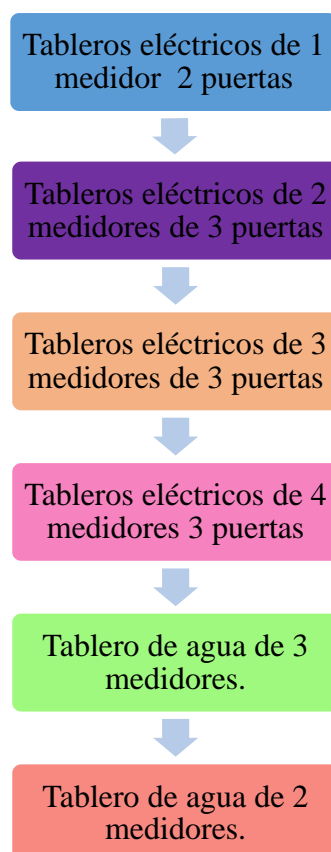 Tableros eléctricos de 1
medidor 2 puertas
Tableros eléctricos de 2
medidores de 3 puertas
Tableros eléctricos de 3
medidores de 3 puertas
Tableros eléctricos de 4
medidores 3 puertas
Tablero de agua de 3
medidores.
Tablero de agua de 2
medidores.